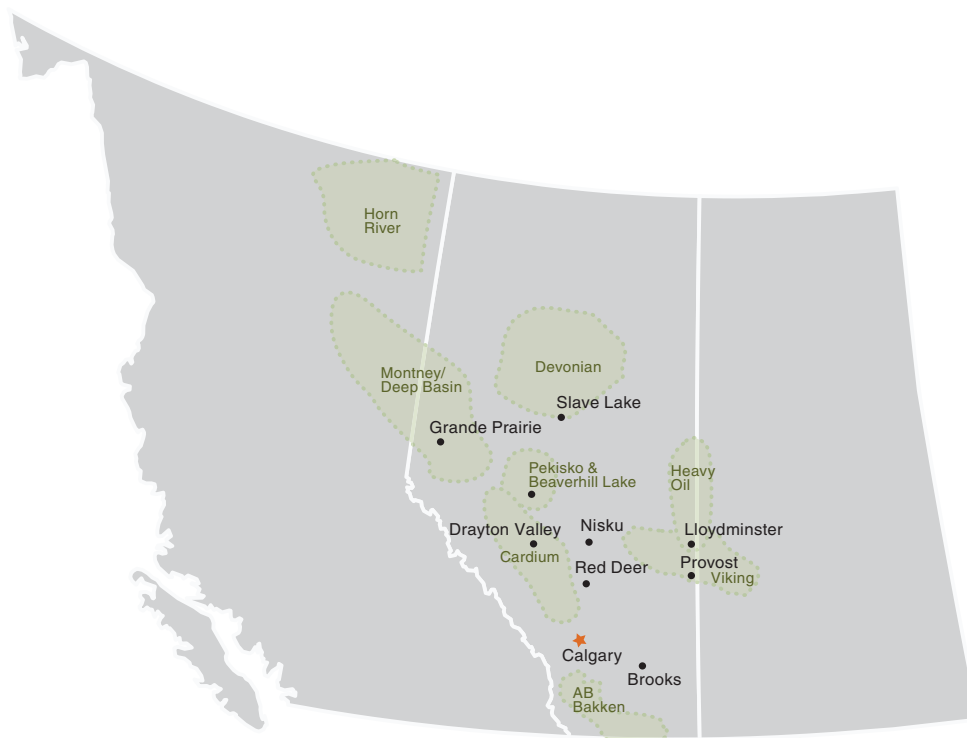 Horn
River
Montney/
Deep Basin
Devonian
Slave Lake
Grande Prairie
Pekisko &
Beaverhill Lake
Heavy
Oil
Drayton Valley
Nisku
Lloydminster
Cardium
Red Deer
Provost
Viking
Calgary
Brooks
AB
Bakken